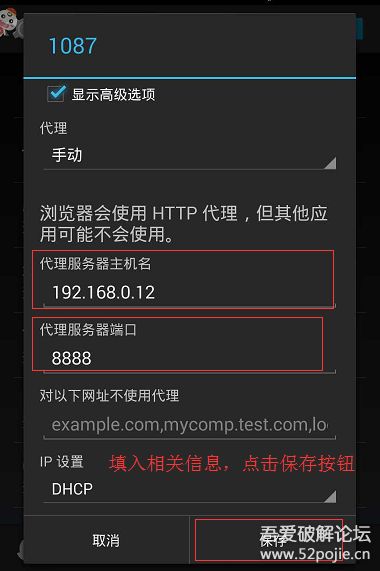 1087
显示高级选项
代理
手动
浏览器会使用 HTTP 代理，但其他应
用可能不会使用。
代理服务器主机名
192.168.0.12
代理服务器端口
8888
对以下网址不使用代理
example.com,mycomp.test.com,lo
IP 设置
填入相关信息，点击保存按钮
DHCP
取消
保存
吾爱破解论坛
www.52pojie.cn